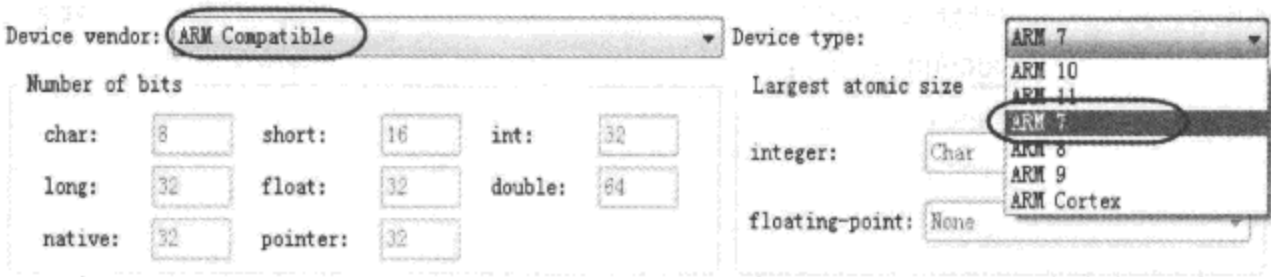 Device vendor: ARM Compatible Device type: ARM 7
Number of bits Largest atomic size ARM 10
ARM 11
char: 8 short: 16 int: 32 ARM 7
integer: Char ARM 8
long: 32 float: 32 double: 64 ARM 9
ARM Cortex
native: 32 pointer: 32 floating-point: None